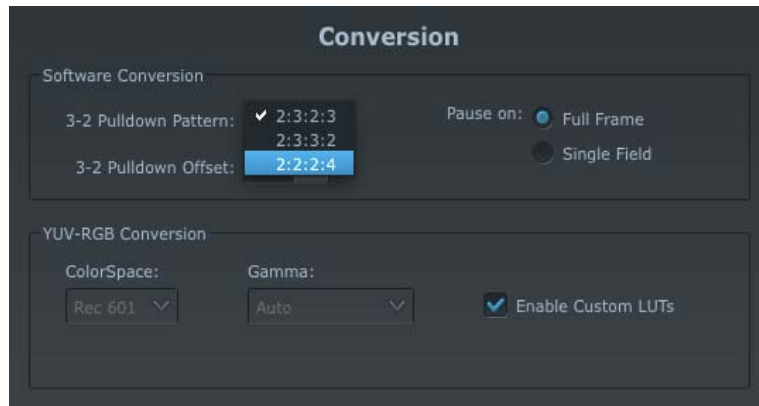 Conversion
Software Conversion
3-2 Pulldown Pattern:
✔ 2:3:2:3
2:3:3:2
2:2:2:4
Pause on:
Full Frame
Single Field
3-2 Pulldown Offset:
YUV-RGB Conversion
ColorSpace:
Gamma:
Rec 601
Auto
Enable Custom LUTs